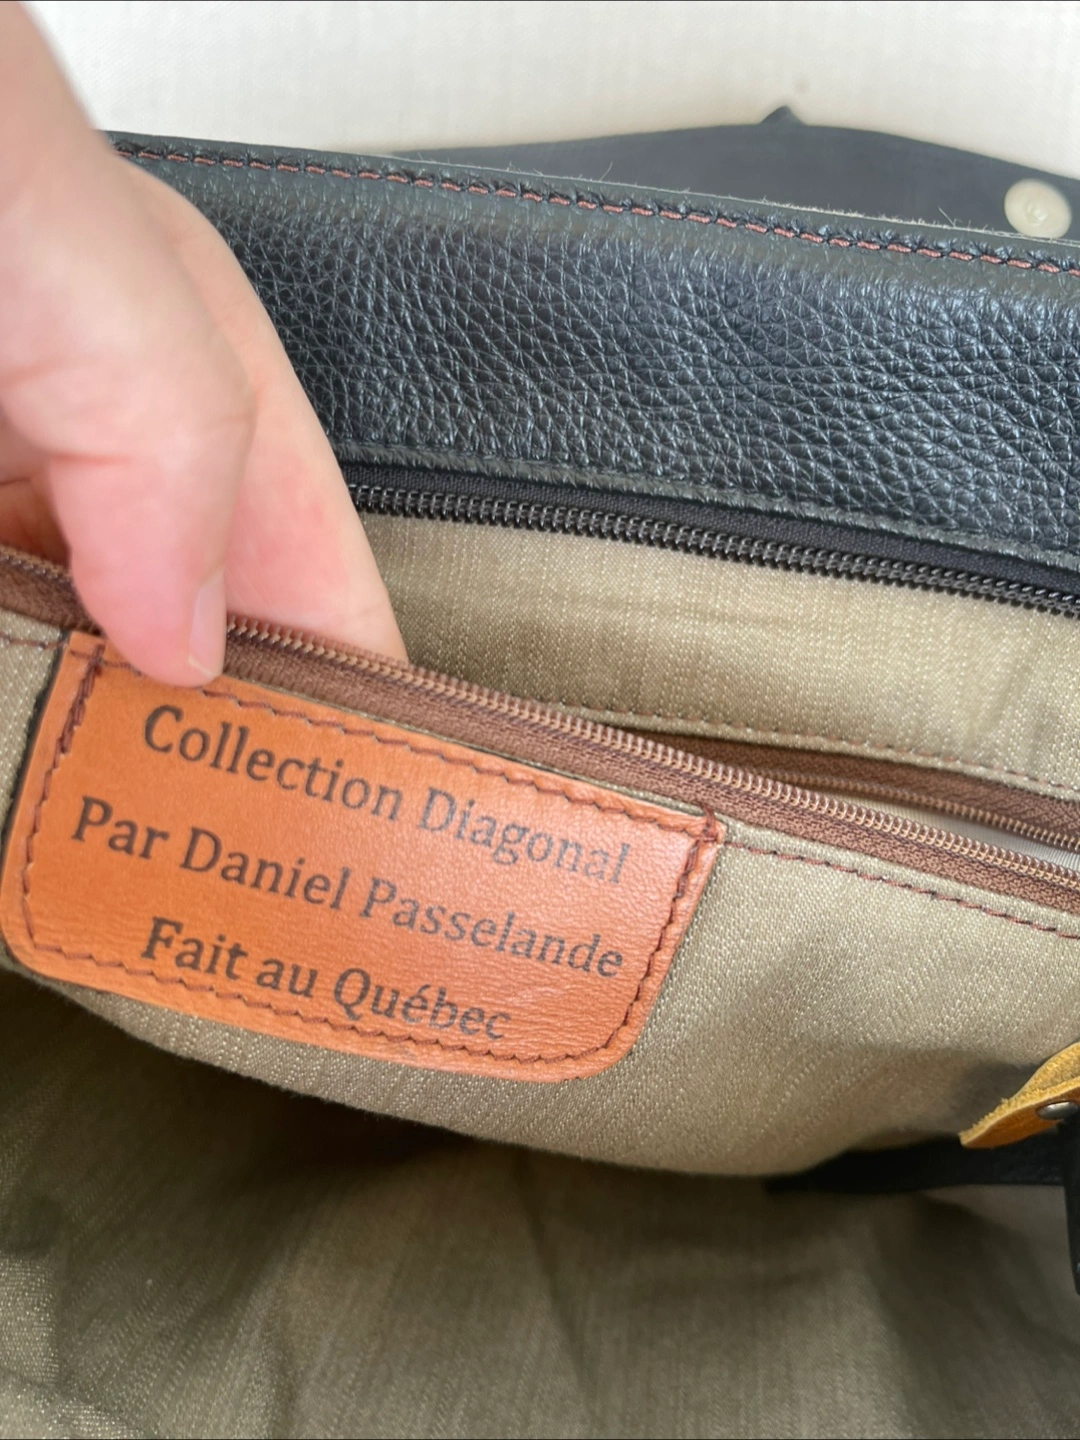 Collection Diagonal
Par Daniel Passelande
Fait au Québec